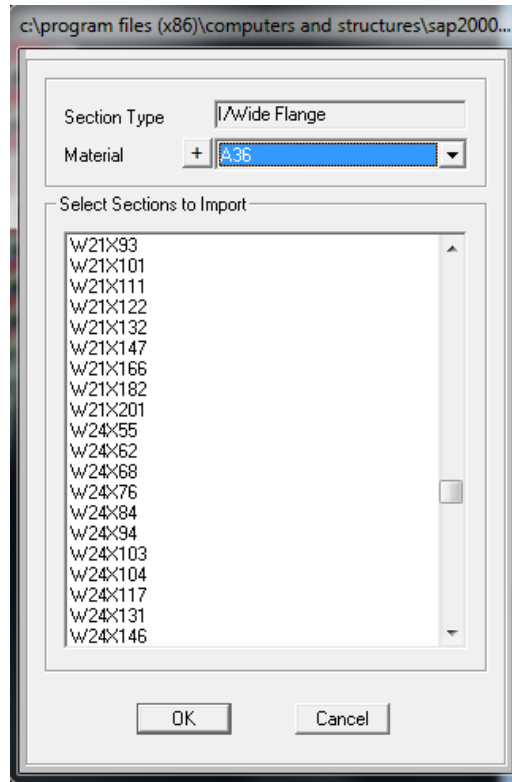 c:\program files (x86)\computers and structures\sap2000...
Section Type I/Wide Flange
Material + A36
Select Sections to Import
W21X93
W21X101
W21X111
W21X122
W21X132
W21X147
W21X166
W21X182
W21X201
W24X55
W24X62
W24X68
W24X76
W24X84
W24X94
W24X103
W24X104
W24X117
W24X131
W24X146
OK Cancel